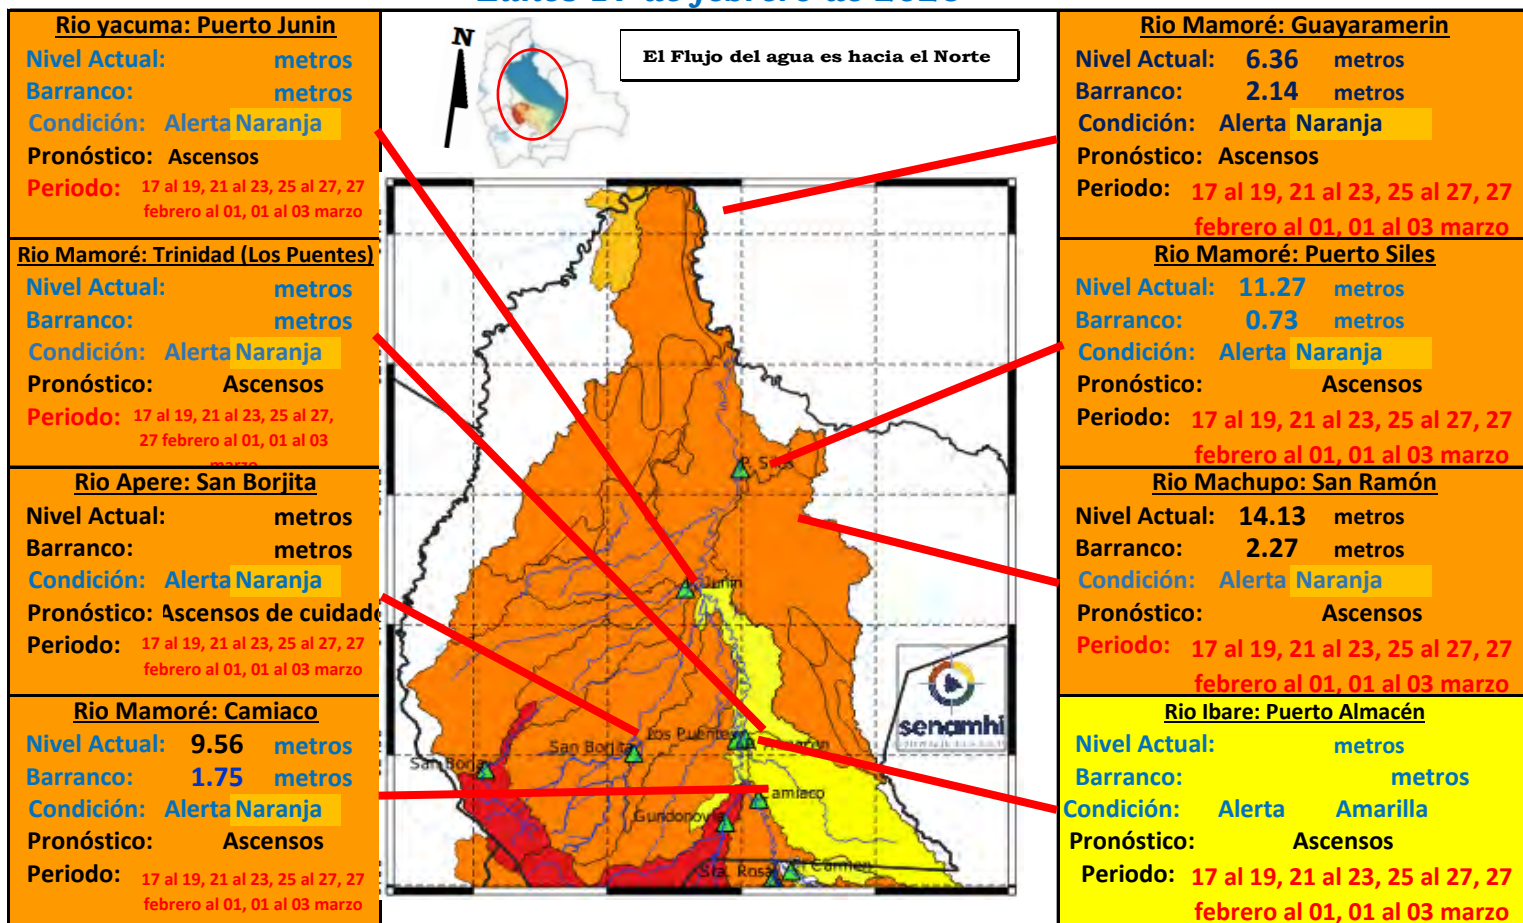 Rio yacuma: Puerto Junin
Nivel Actual: metros
Barranco: metros
Condición: Alerta Naranja
Pronóstico: Ascensos
Periodo: 17 al 19, 21 al 23, 25 al 27, 27
febrero al 01, 01 al 03 marzo
Rio Mamoré: Trinidad (Los Puentes)
Nivel Actual: metros
Barranco: metros
Condición: Alerta Naranja
Pronóstico: Ascensos
Periodo: 17 al 19, 21 al 23, 25 al 27,
27 febrero al 01, 01 al 03
Rio Apere: San Borjita
Nivel Actual: metros
Barranco: metros
Condición: Alerta Naranja
Pronóstico: Ascensos de cuidado
Periodo: 17 al 19, 21 al 23, 25 al 27, 27
febrero al 01, 01 al 03 marzo
Rio Mamoré: Camiaco
Nivel Actual: 9.56 metros
Barranco: 1.75 metros
Condición: Alerta Naranja
Pronóstico: Ascensos
Periodo: 17 al 19, 21 al 23, 25 al 27, 27
febrero al 01, 01 al 03 marzo
N
El Flujo del agua es hacia el Norte
Junin
Los Puentes
San Borjita
San Borja
Camiaco
Gundonovia
Sta. Rosa
El Carmen
senamhi
Rio Mamoré: Guayaramerin
Nivel Actual: 6.36 metros
Barranco: 2.14 metros
Condición: Alerta Naranja
Pronóstico: Ascensos
Periodo: 17 al 19, 21 al 23, 25 al 27, 27
febrero al 01, 01 al 03 marzo
Rio Mamoré: Puerto Siles
Nivel Actual: 11.27 metros
Barranco: 0.73 metros
Condición: Alerta Naranja
Pronóstico: Ascensos
Periodo: 17 al 19, 21 al 23, 25 al 27, 27
febrero al 01, 01 al 03 marzo
Rio Machupo: San Ramón
Nivel Actual: 14.13 metros
Barranco: 2.27 metros
Condición: Alerta Naranja
Pronóstico: Ascensos
Periodo: 17 al 19, 21 al 23, 25 al 27, 27
febrero al 01, 01 al 03 marzo
Rio Ibare: Puerto Almacén
Nivel Actual: metros
Barranco: metros
Condición: Alerta Amarilla
Pronóstico: Ascensos
Periodo: 17 al 19, 21 al 23, 25 al 27, 27
febrero al 01, 01 al 03 marzo